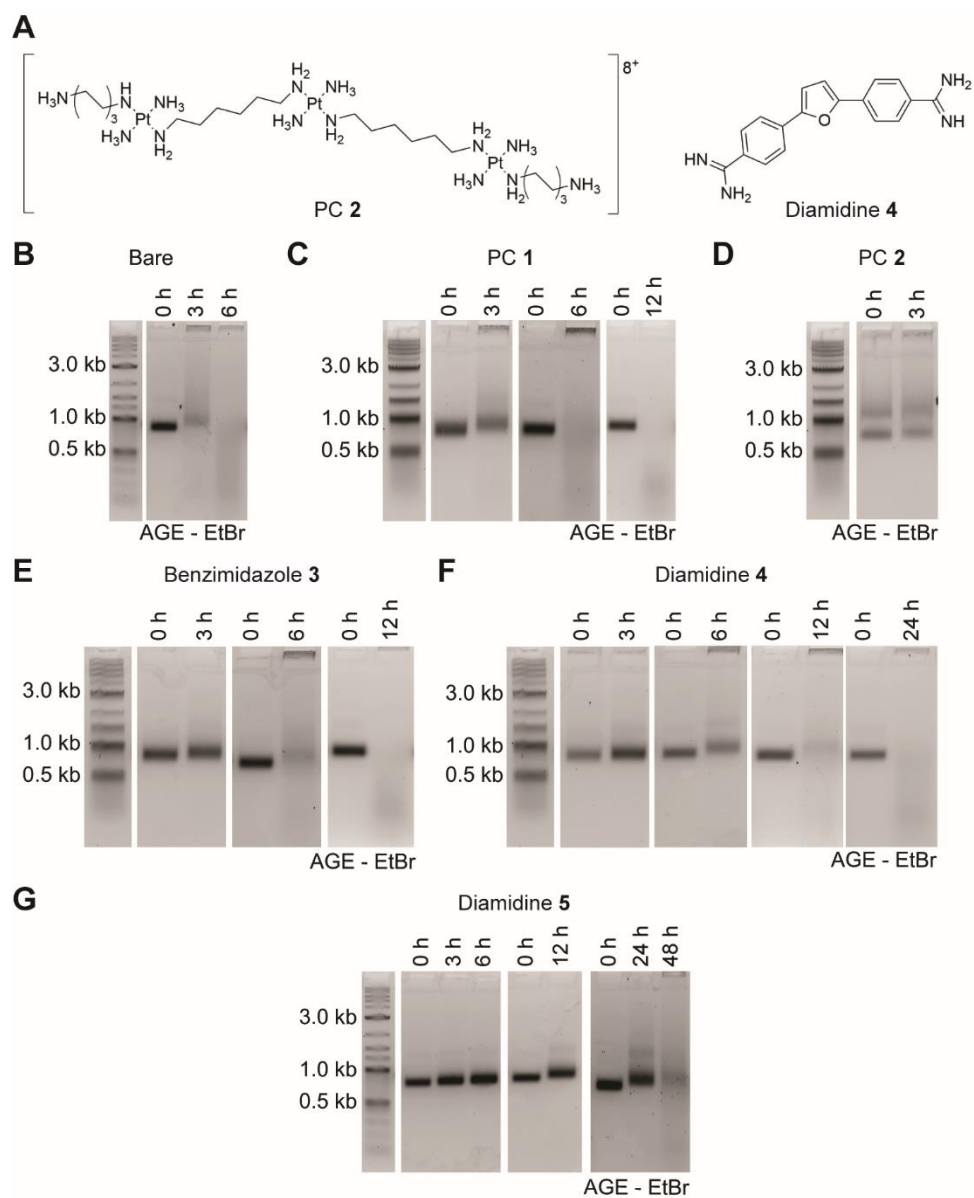 A
8+
H3N
3
H
N
NH3
Pt
H3N
N
H2
H2
N
NH3
Pt
H3N
N
H2
H2
N
NH3
Pt
H3N
N
H2
3
NH3
PC 2
NH2
NH
O
HN
NH2
Diamidine 4
B
Bare
0 h
3 h
6 h
3.0 kb
1.0 kb
0.5 kb
AGE - EtBr
C
PC 1
0 h
3 h
0 h
6 h
0 h
12 h
3.0 kb
1.0 kb
0.5 kb
AGE - EtBr
D
PC 2
0 h
3 h
3.0 kb
1.0 kb
0.5 kb
AGE - EtBr
E
Benzimidazole 3
0 h
3 h
0 h
6 h
0 h
12 h
3.0 kb
1.0 kb
0.5 kb
AGE - EtBr
F
Diamidine 4
0 h
3 h
0 h
6 h
0 h
12 h
0 h
24 h
3.0 kb
1.0 kb
0.5 kb
AGE - EtBr
G
Diamidine 5
0 h
3 h
6 h
0 h
12 h
0 h
24 h
48 h
3.0 kb
1.0 kb
0.5 kb
AGE - EtBr